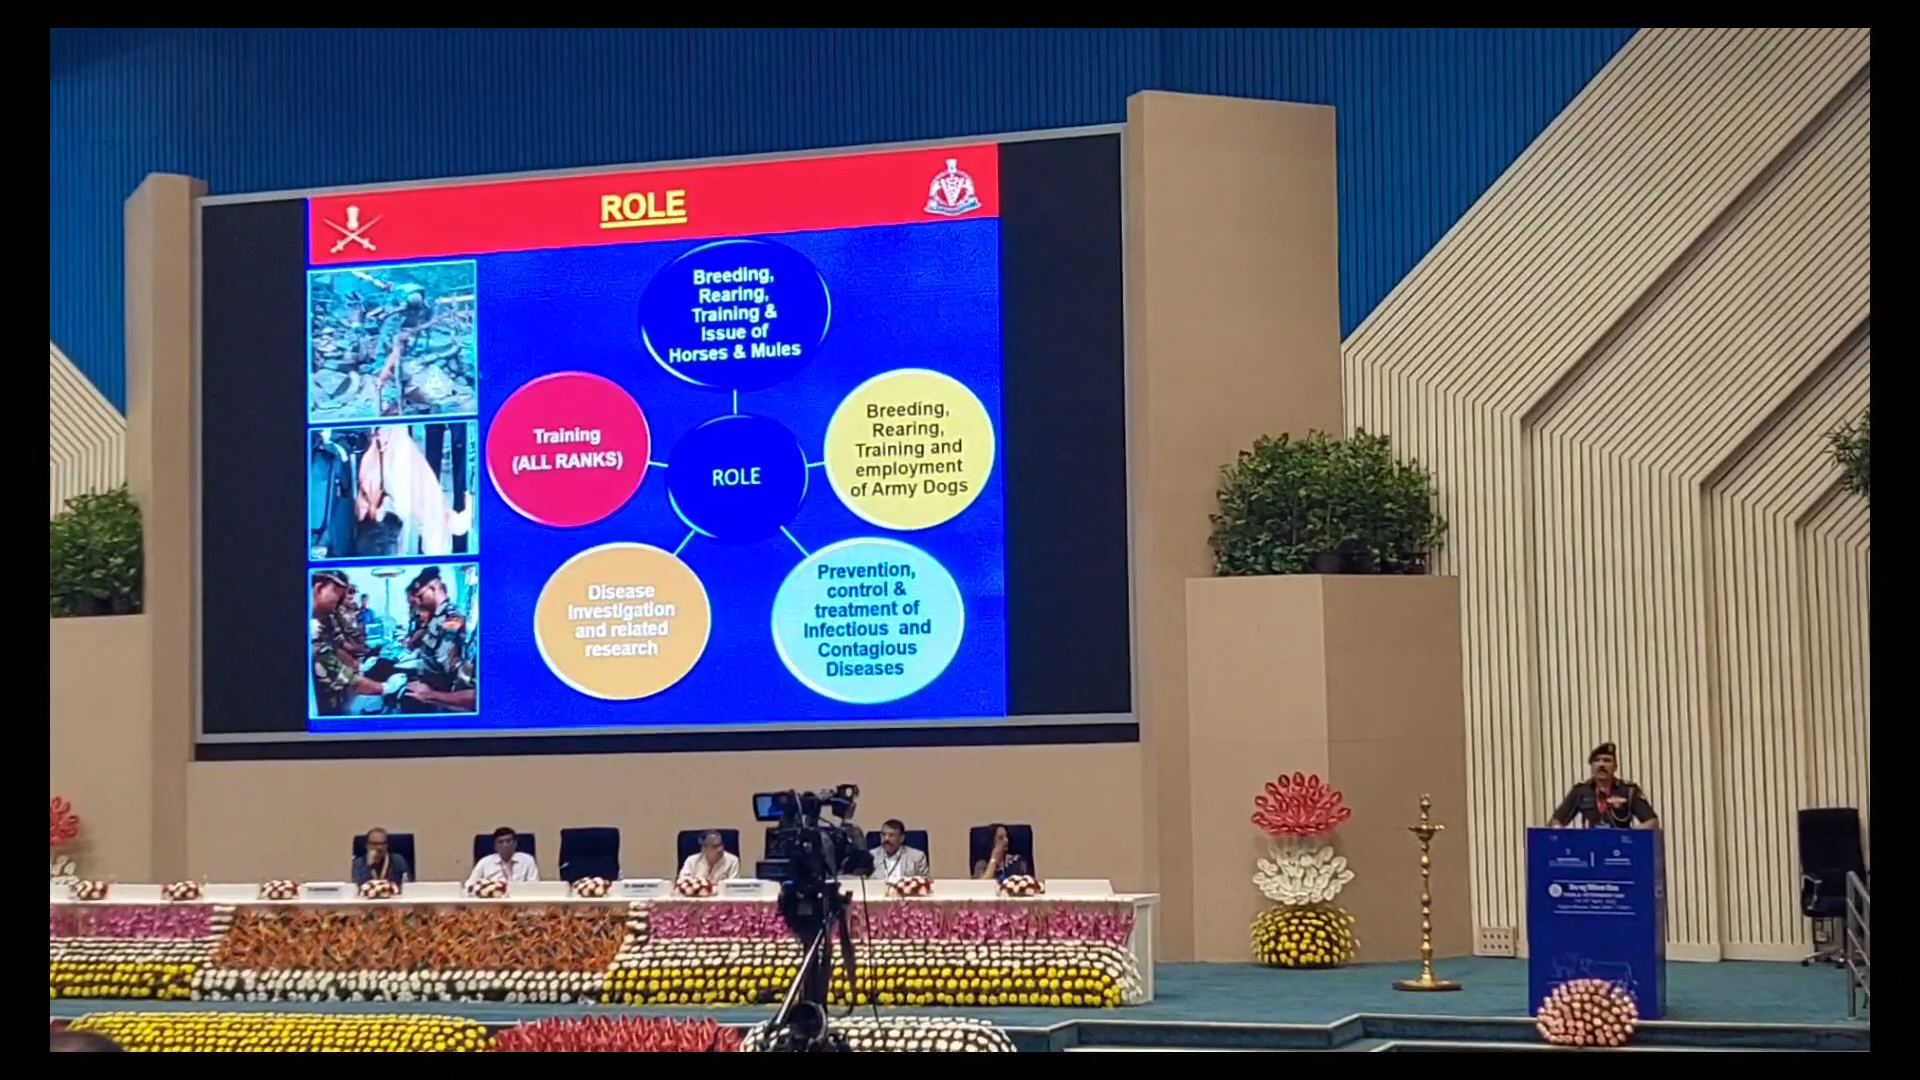 ROLE
Breeding,
Rearing,
Training &
Issue of
Horses & Mules
Training
(ALL RANKS)
ROLE
Breeding,
Rearing,
Training and
employment
of Army Dogs
Disease
Investigation
and related
research
Prevention,
control &
treatment of
Infectious and
Contagious
Diseases